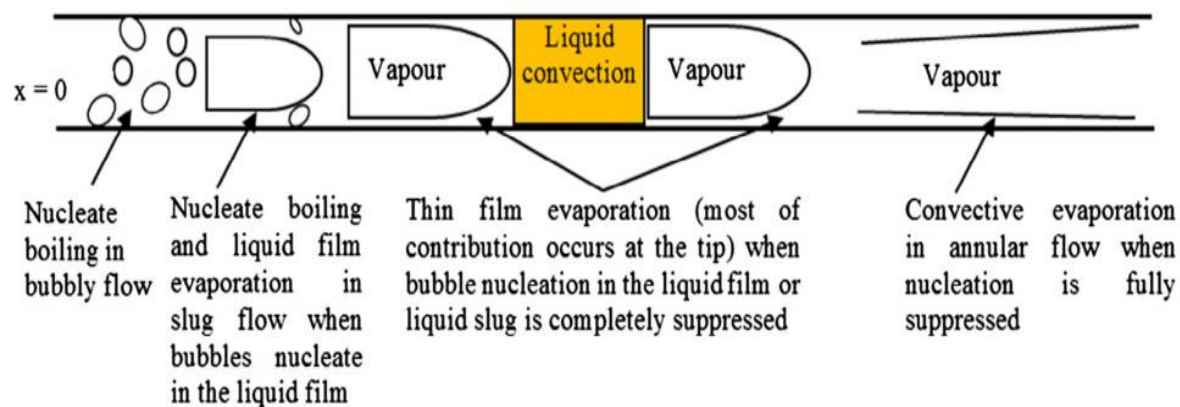 Liquid
convection
Vapour
Vapour
Vapour
x = 0
Nucleate
boiling in
bubbly flow
Nucleate boiling
and liquid film
evaporation in
slug flow when
bubbles nucleate
in the liquid film
Thin film evaporation (most of
contribution occurs at the tip) when
bubble nucleation in the liquid film or
liquid slug is completely suppressed
Convective evaporation
in annular flow when
nucleation is fully
suppressed